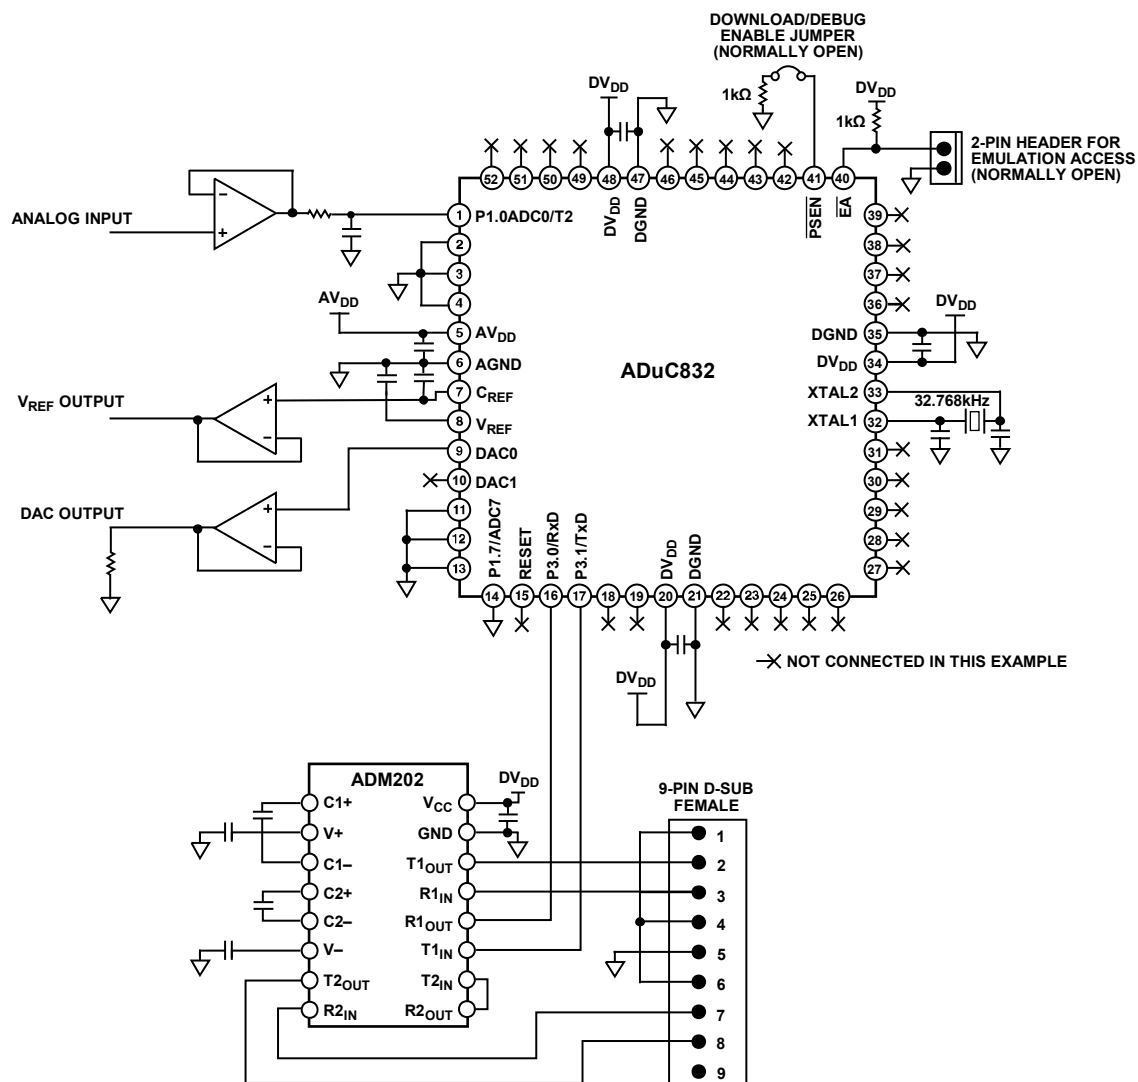 DOWNLOAD/DEBUG
ENABLE JUMPER
(NORMALLY OPEN)
DVDD
1kΩ
DVDD
1kΩ
2-PIN HEADER FOR
EMULATION ACCESS
(NORMALLY OPEN)
52 51 50 49 48 47 46 45 44 43 42 41 40
DVDD
DGND
PSEN
EA
ANALOG INPUT
1 P1.0ADC0/T2
2
3
4
AVDD
5 AVDD
6 AGND
7 CREF
8 VREF
9 DAC0
10 DAC1
11
12
13
VREF OUTPUT
DAC OUTPUT
ADuC832
39
38
37
36
DVDD
DGND 35
DVDD 34
XTAL2 33
32.768kHz
XTAL1 32
31
30
29
28
27
P1.7/ADC7
RESET
P3.0/RxD
P3.1/TxD
DVDD
DGND
14 15 16 17 18 19 20 21 22 23 24 25 26
NOT CONNECTED IN THIS EXAMPLE
DVDD
ADM202
DVDD
C1+
V+
C1–
C2+
C2–
V–
T2OUT
R2IN
VCC
GND
T1OUT
R1IN
R1OUT
T1IN
T2IN
R2OUT
9-PIN D-SUB
FEMALE
1
2
3
4
5
6
7
8
9